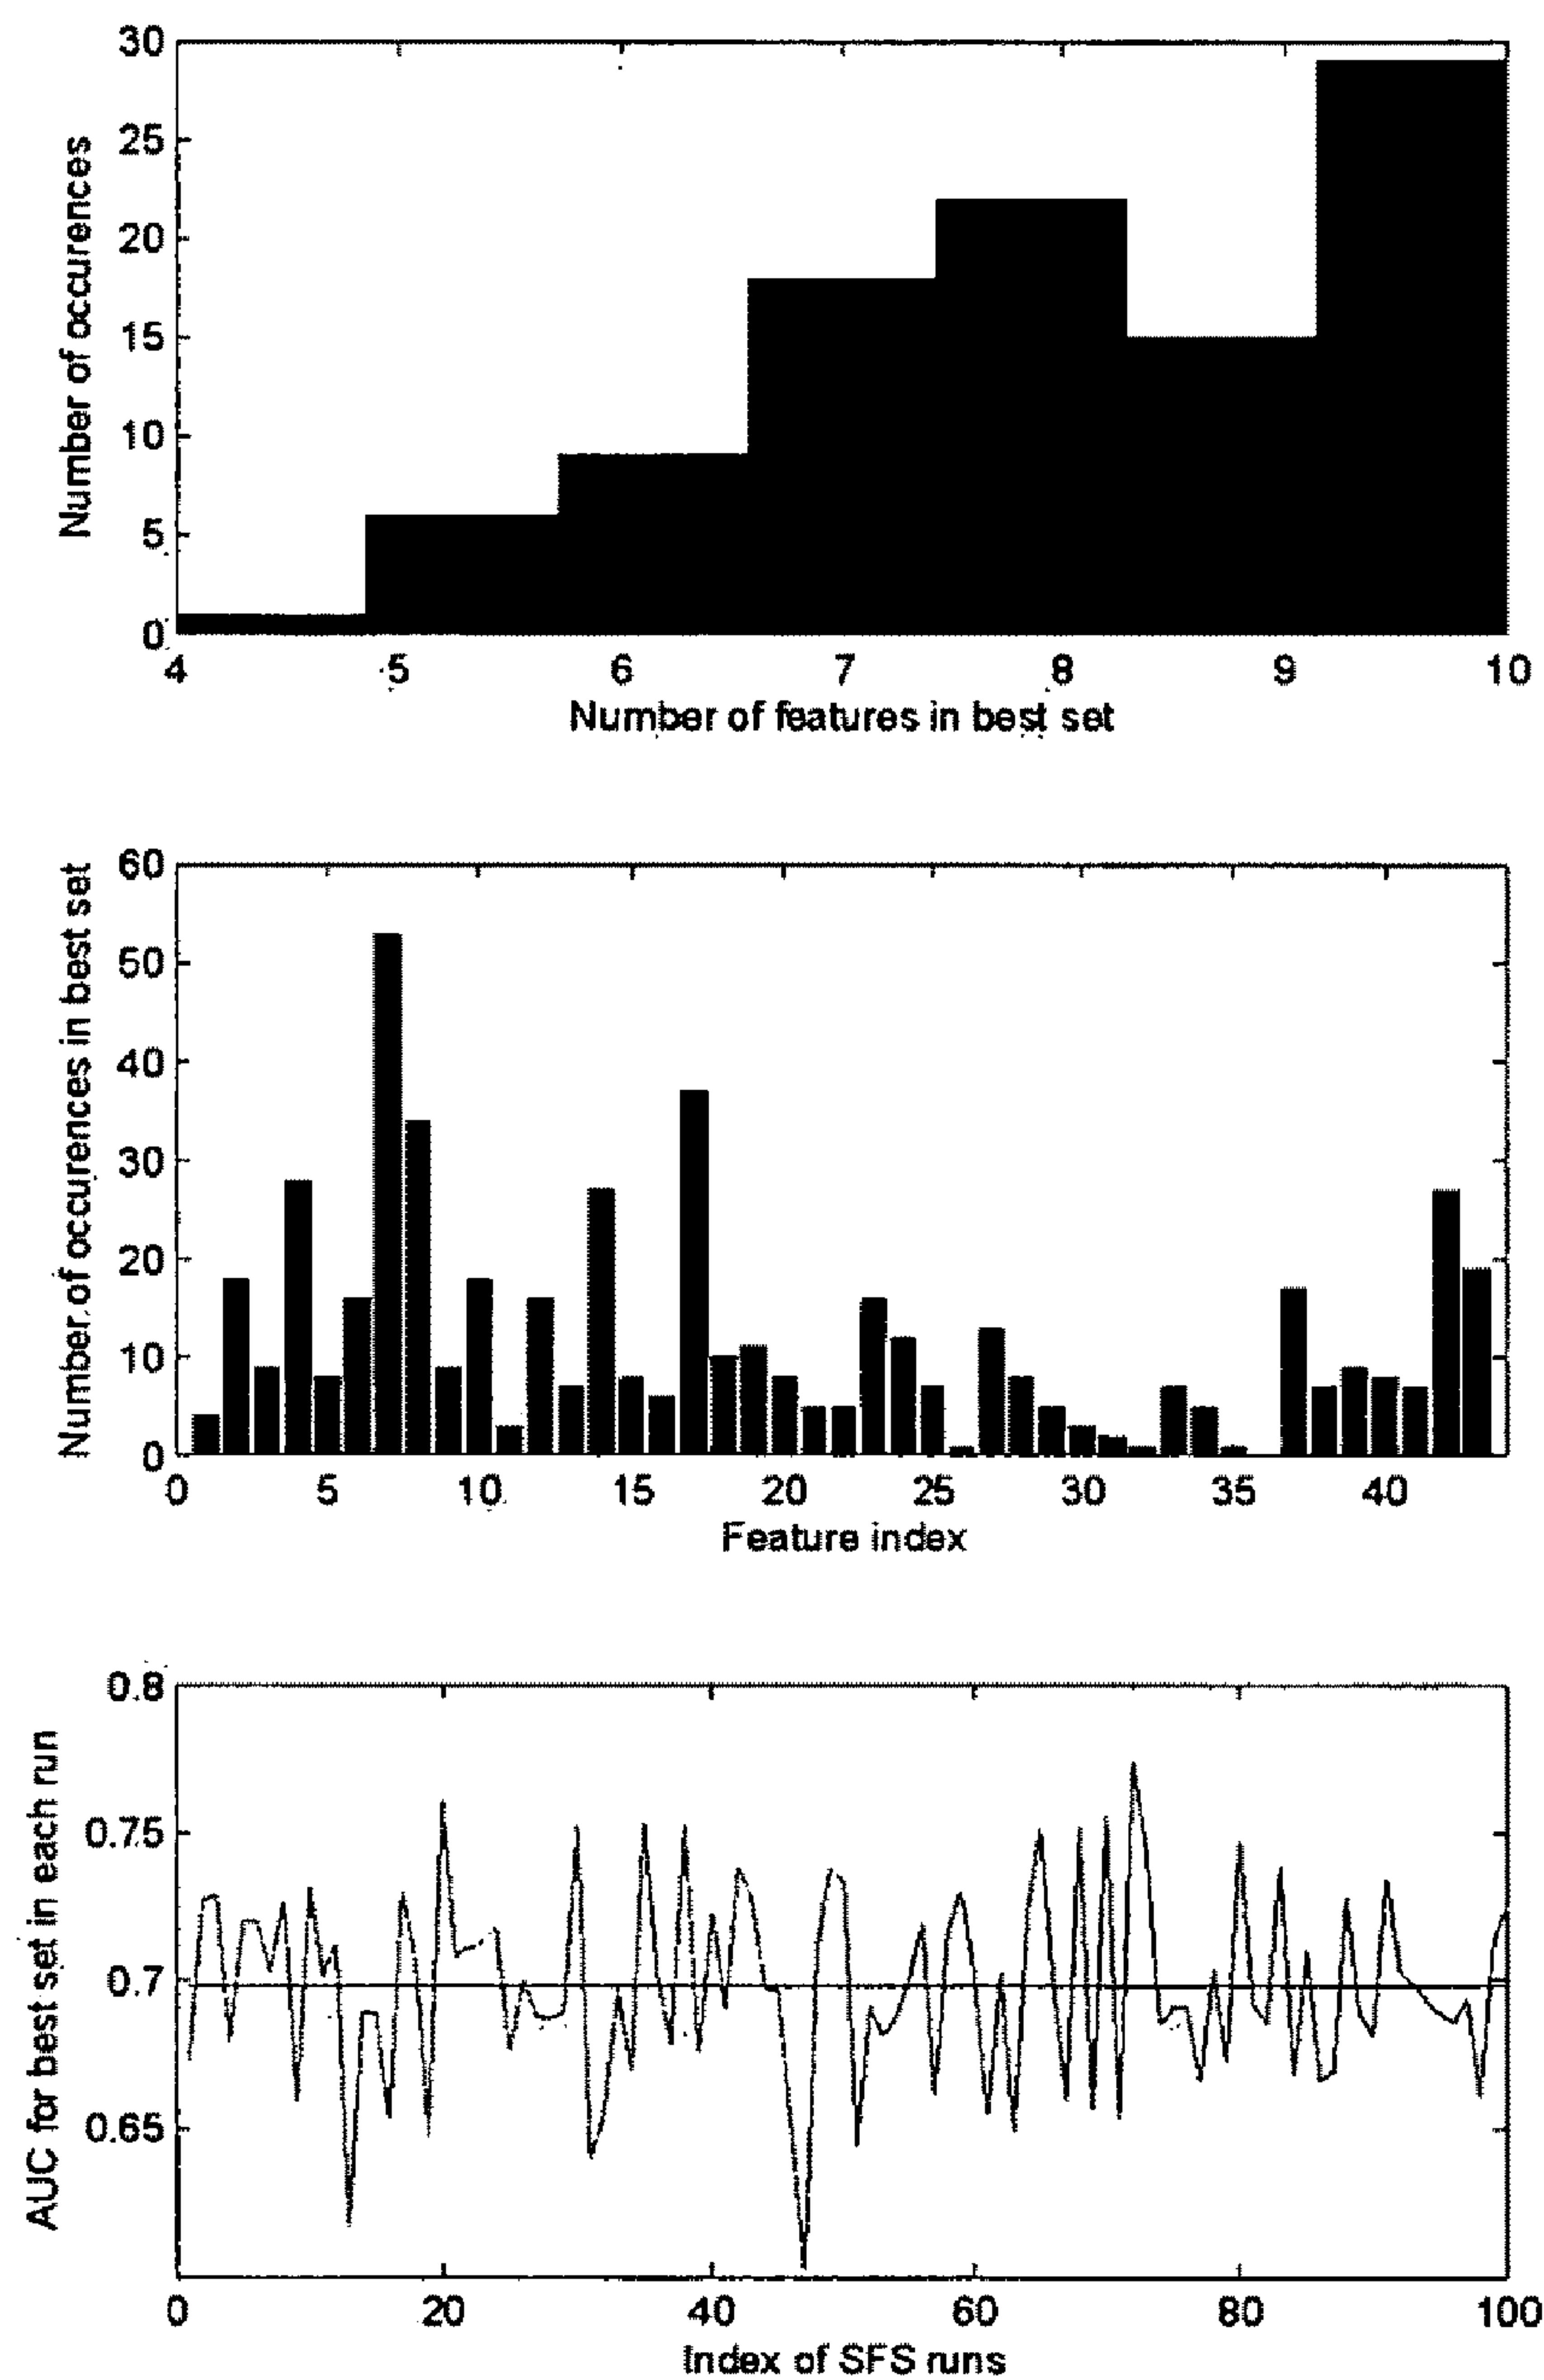 30
25
20
15
10
5
0
Number of occurences
4 5 6 7 8 9 10
Number of features in best set
60
50
40
30
20
10
0
Number of occurences in best set
0 5 10 15 20 25 30 35 40
Feature index
0.8
0.75
0.7
0.65
AUC for best set in each run
0 20 40 60 80 100
Index of SFS runs